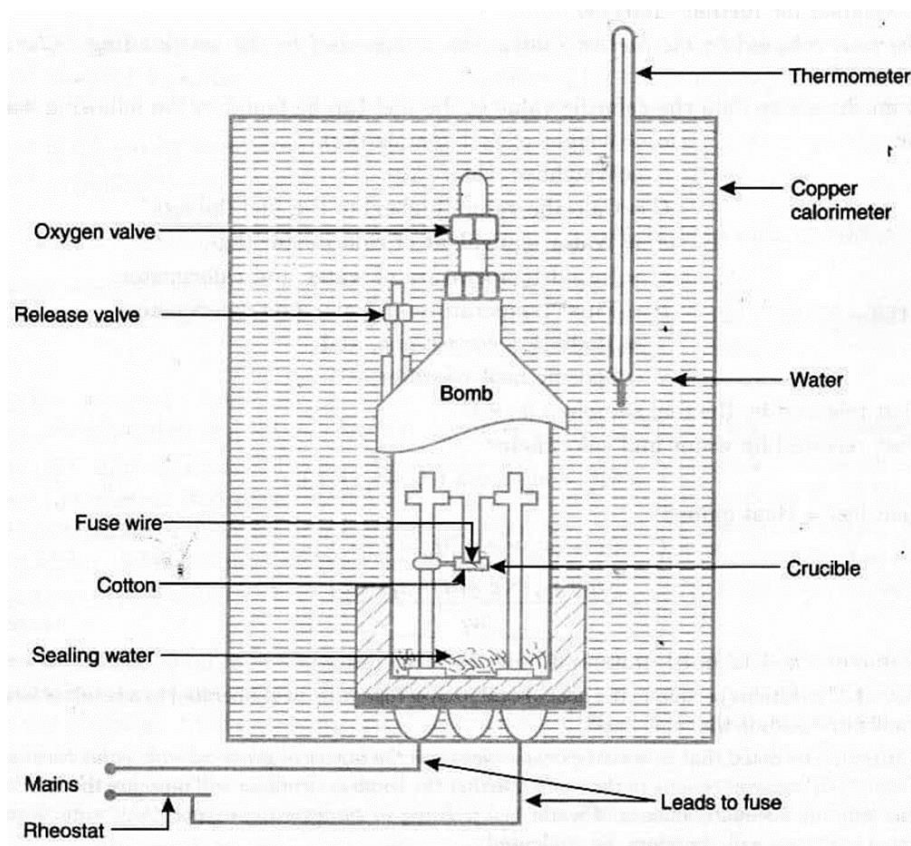 Thermometer
Copper
calorimeter
Oxygen valve
Release valve
Water
Bomb
Fuse wire
Crucible
Cotton
Sealing water
Mains
Leads to fuse
Rheostat